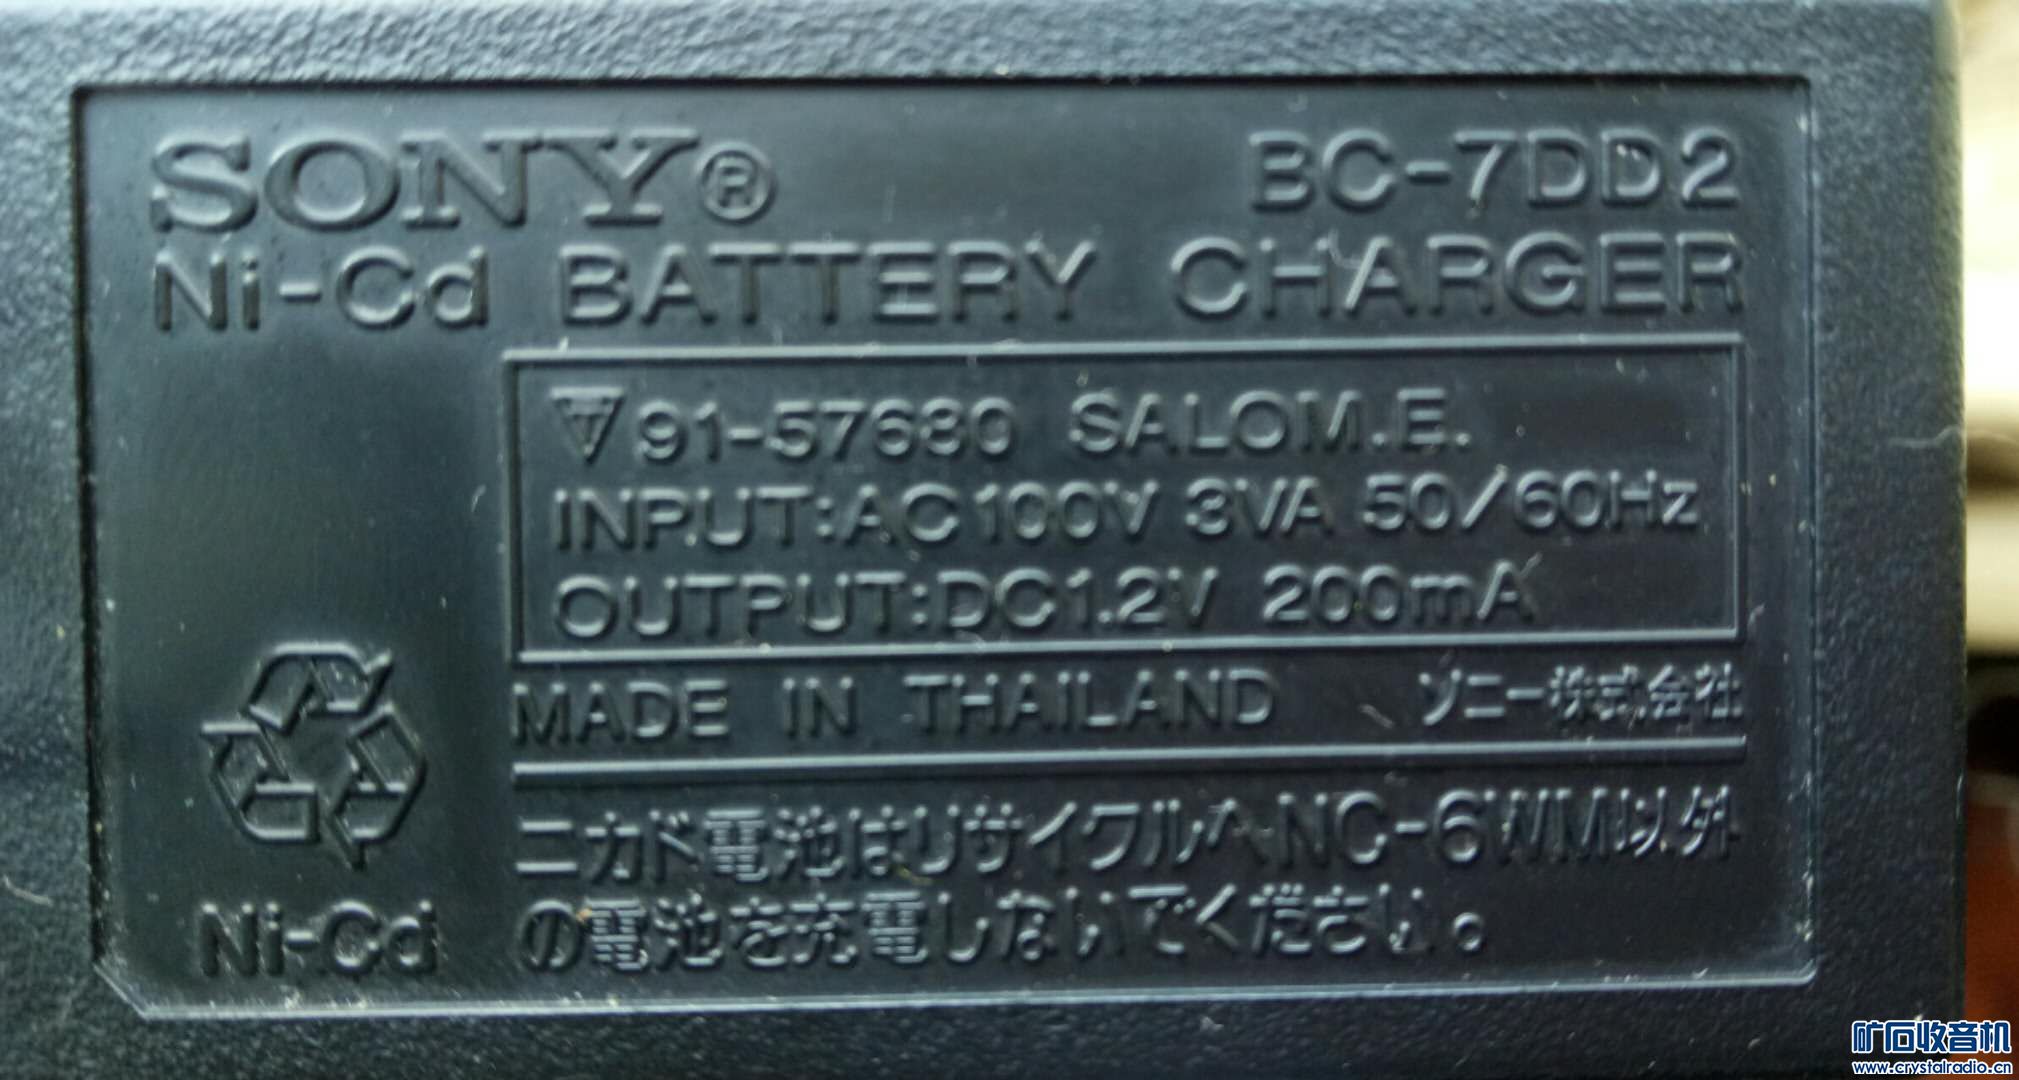 SONY® BC-7DD2
Ni-Cd BATTERY CHARGER
91-57680 SALOM.E.
INPUT:AC100V 3VA 50/60Hz
OUTPUT:DC1.2V 200mA
MADE IN THAILAND ソニー株式会社
ニカド電池はリサイクルへNC-6WM以外
の電池を充電しないでください。
Ni-Cd
矿石收音机
www.crystalradio.cn